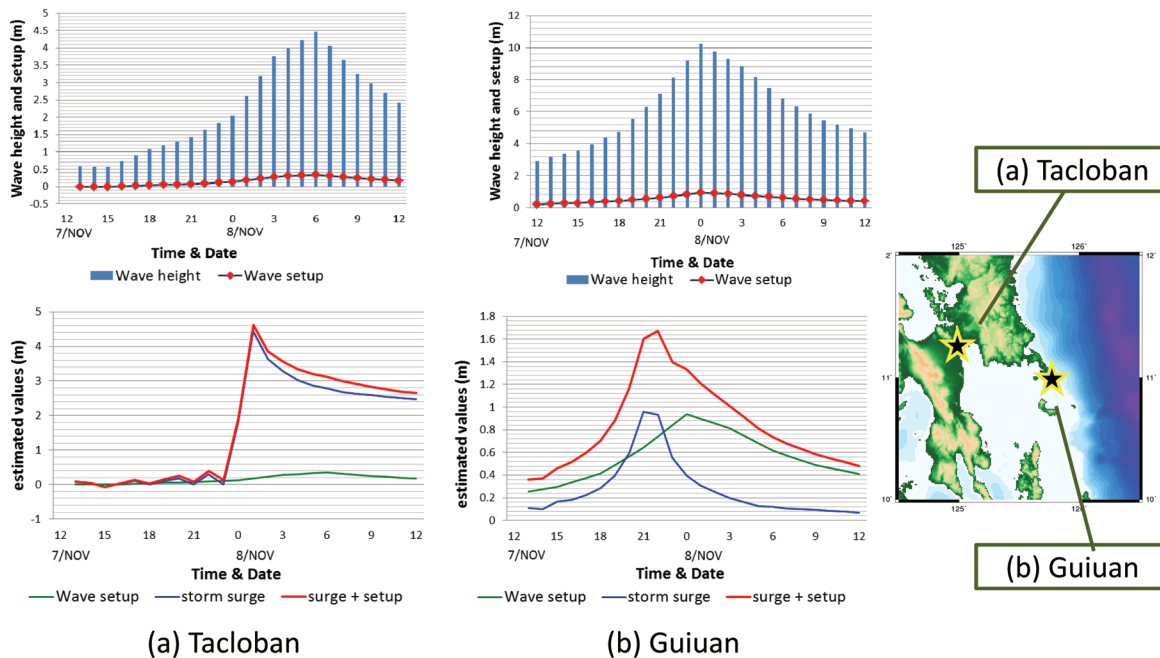 Wave height and setup (m)
5
4.5
4
3.5
3
2.5
2
1.5
1
0.5
0
-0.5
12 15 18 21 0 3 6 9 12
7/NOV 8/NOV
Time & Date
Wave height Wave setup
Wave height and setup (m)
12
10
8
6
4
2
0
12 15 18 21 0 3 6 9 12
7/NOV 8/NOV
Time & Date
Wave height Wave setup
estimated values (m)
5
4
3
2
1
0
-1
12 15 18 21 0 3 6 9 12
7/NOV 8/NOV
Time & Date
Wave setup storm surge surge + setup
(a) Tacloban
estimated values (m)
1.8
1.6
1.4
1.2
1
0.8
0.6
0.4
0.2
0
12 15 18 21 0 3 6 9 12
7/NOV 8/NOV
Time & Date
Wave setup storm surge surge + setup
(b) Guiuan
(a) Tacloban
125˚ 126˚
2˚ 12˚
11˚ 11˚
10˚ 10˚
125˚ 126˚
(b) Guiuan